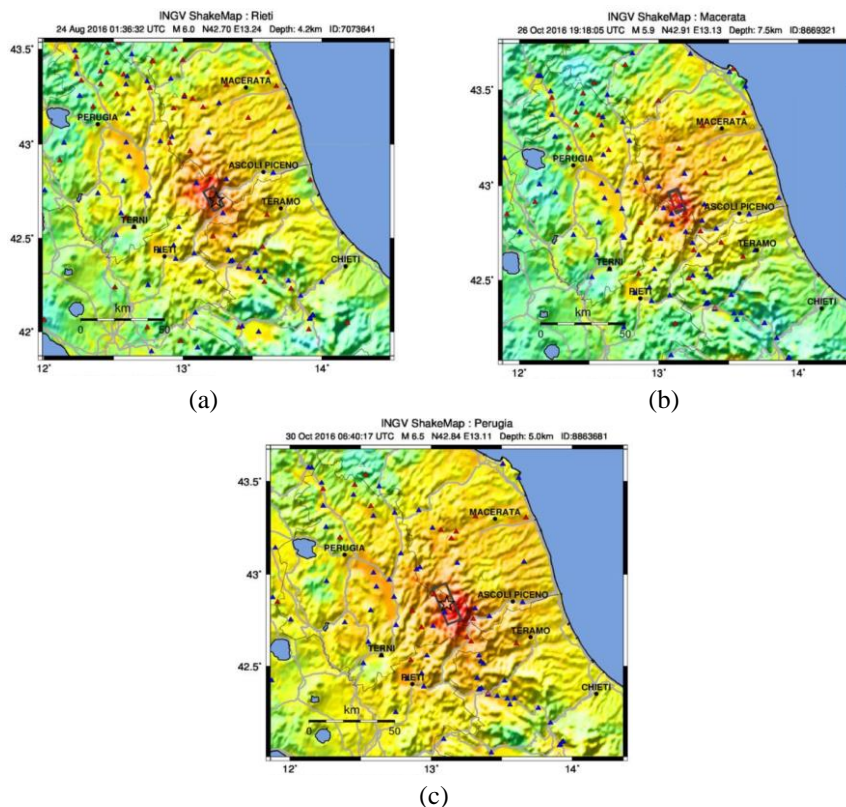 INGV ShakeMap : Rieti
24 Aug 2016 01:36:32 UTC M 6.0 N42.70 E13.24 Depth: 4.2km ID:7073641
43.5˚
43˚
42.5˚
42˚
MACERATA
PERUGIA
ASCOLI PICENO
TERAMO
TERNI
RIETI
CHIETI
km
0 50
12˚ 13˚ 14˚
(a)
INGV ShakeMap : Macerata
26 Oct 2016 19:18:05 UTC M 5.9 N42.91 E13.13 Depth: 7.5km ID:8669321
43.5˚
43˚
42.5˚
MACERATA
PERUGIA
ASCOLI PICENO
TERAMO
TERNI
RIETI
CHIETI
km
0 50
12˚ 13˚ 14˚
(b)
INGV ShakeMap : Perugia
30 Oct 2016 06:40:17 UTC M 6.5 N42.84 E13.11 Depth: 5.0km ID:8863681
43.5˚
43˚
42.5˚
MACERATA
PERUGIA
ASCOLI PICENO
TERAMO
TERNI
RIETI
CHIETI
km
0 50
12˚ 13˚ 14˚
(c)